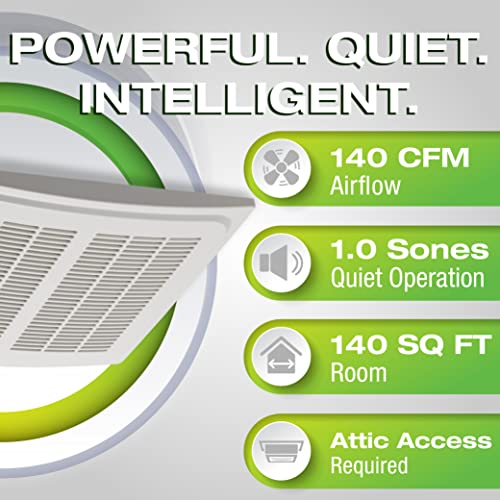 POWERFUL. QUIET.
INTELLIGENT.
140 CFM
Airflow
1.0 Sones
Quiet Operation
140 SQ FT
Room
Attic Access
Required